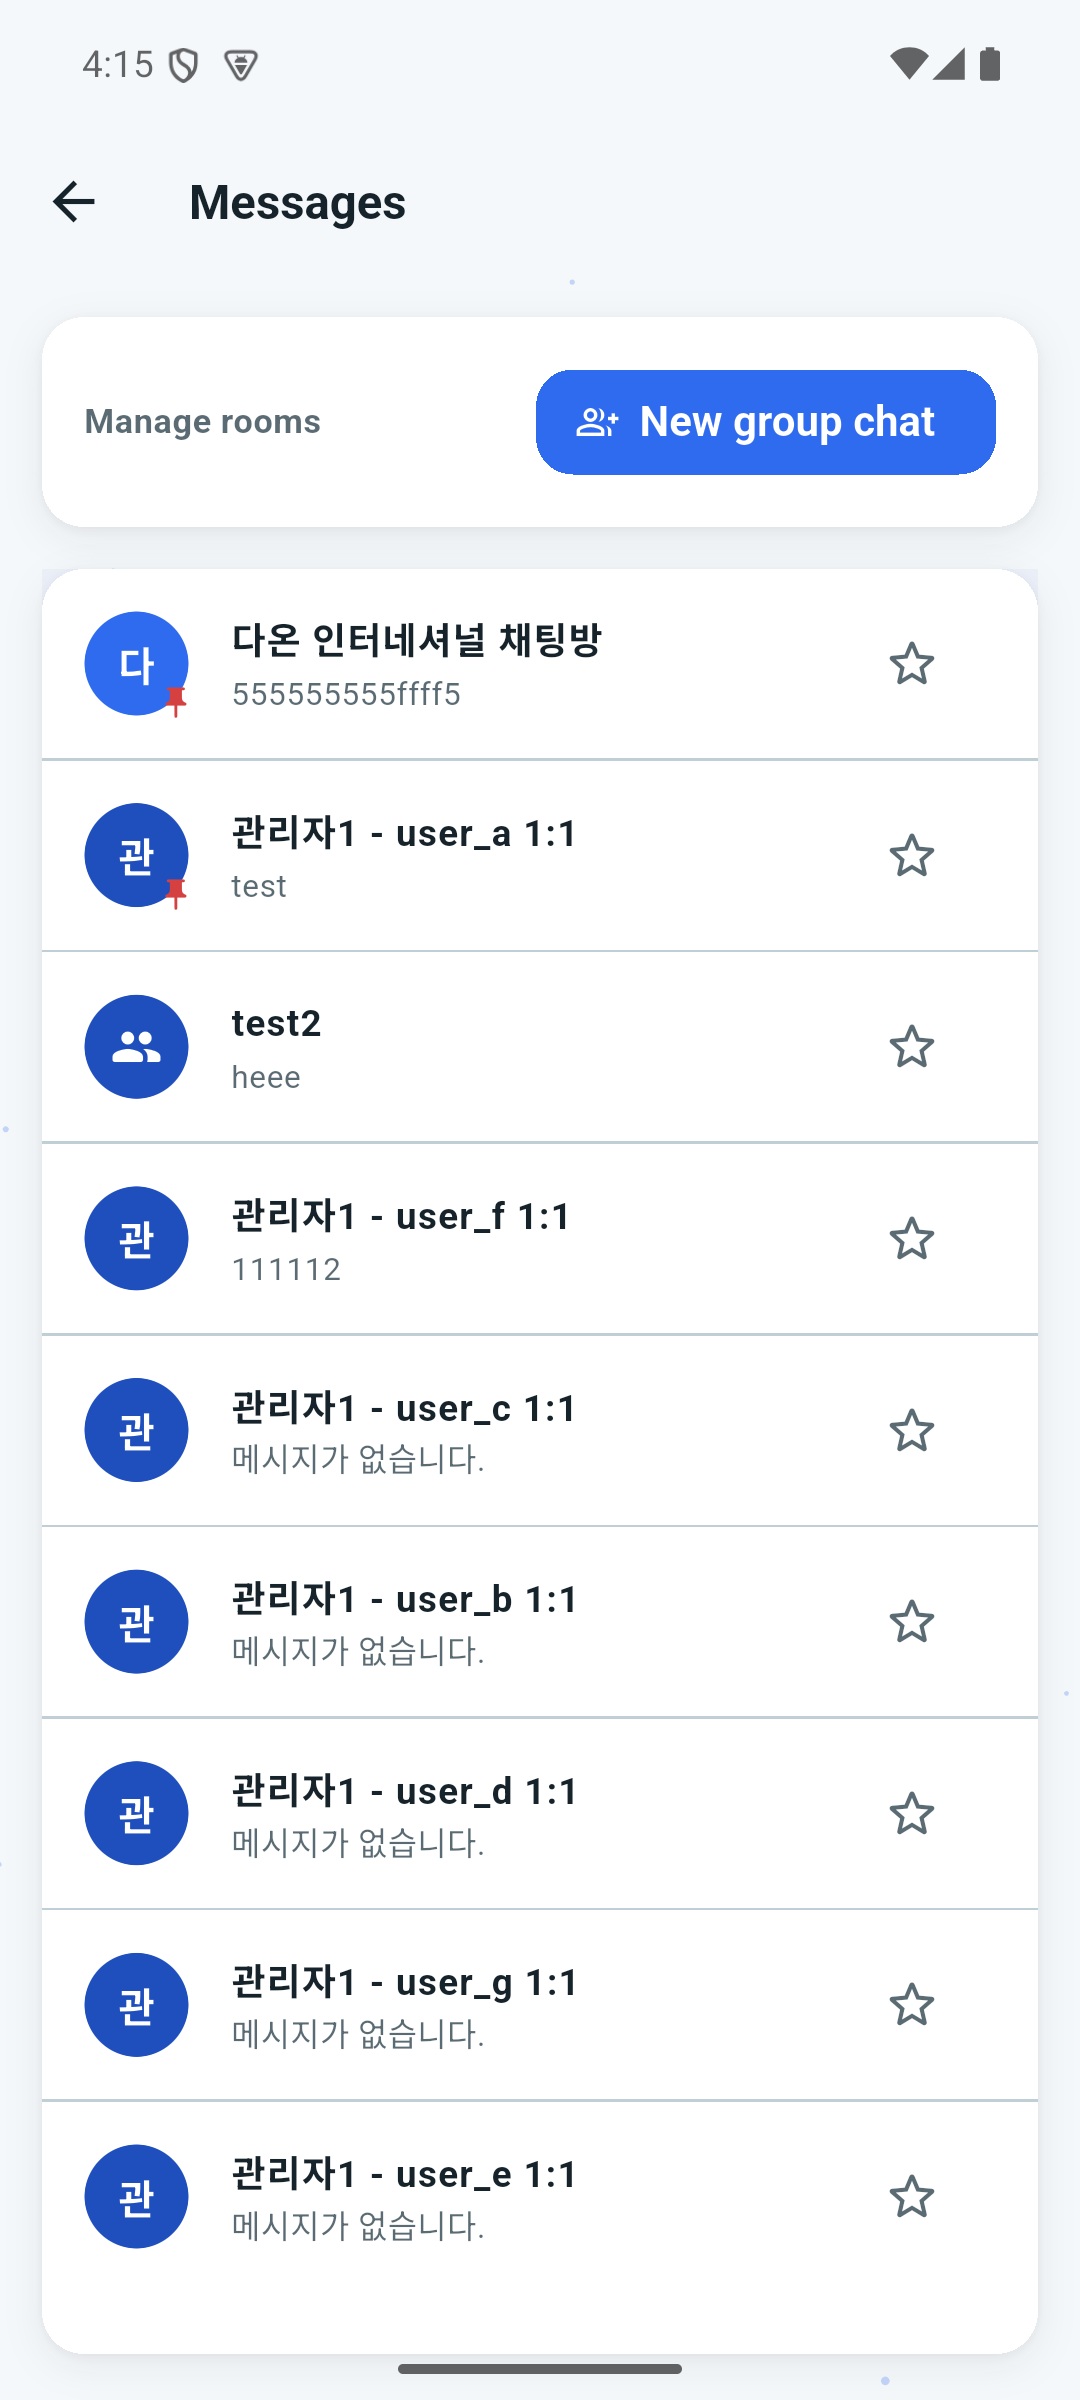 4:15
Messages
Manage rooms
New group chat
다
다온 인터네셔널 채팅방
555555555ffff5
관
관리자1 - user_a 1:1
test
test2
heee
관
관리자1 - user_f 1:1
111112
관
관리자1 - user_c 1:1
메시지가 없습니다.
관
관리자1 - user_b 1:1
메시지가 없습니다.
관
관리자1 - user_d 1:1
메시지가 없습니다.
관
관리자1 - user_g 1:1
메시지가 없습니다.
관
관리자1 - user_e 1:1
메시지가 없습니다.